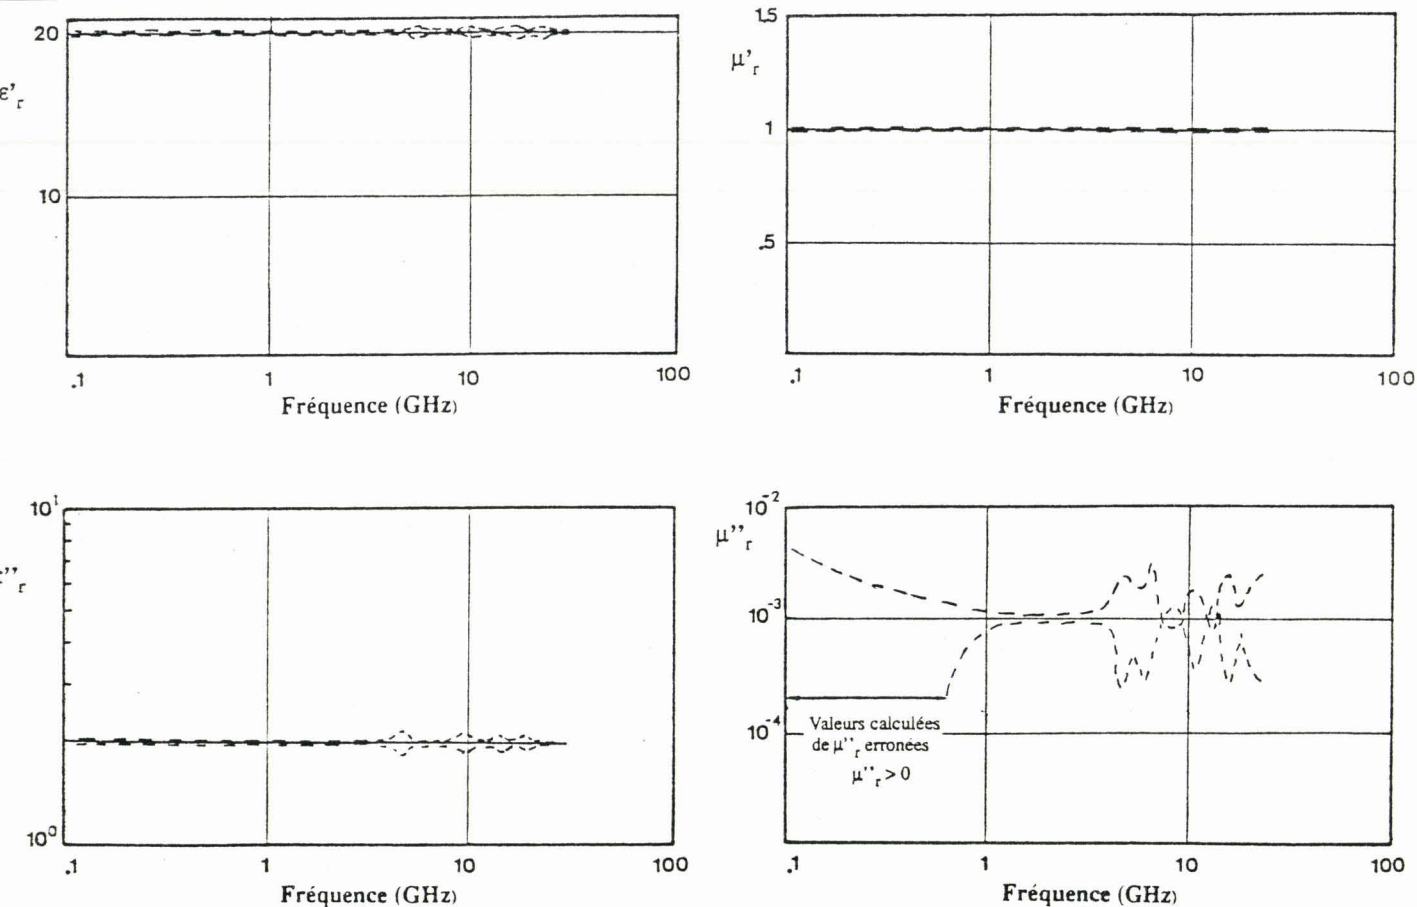 20
ε'r
10
.1 1 10 100
Fréquence (GHz)
1.5
μ'r
1
.5
.1 1 10 100
Fréquence (GHz)
10¹
ε''r
10⁰
.1 1 10 100
Fréquence (GHz)
10⁻²
μ''r
10⁻³
10⁻⁴
Valeurs calculées
de μ''r erronées
μ''r > 0
.1 1 10 100
Fréquence (GHz)